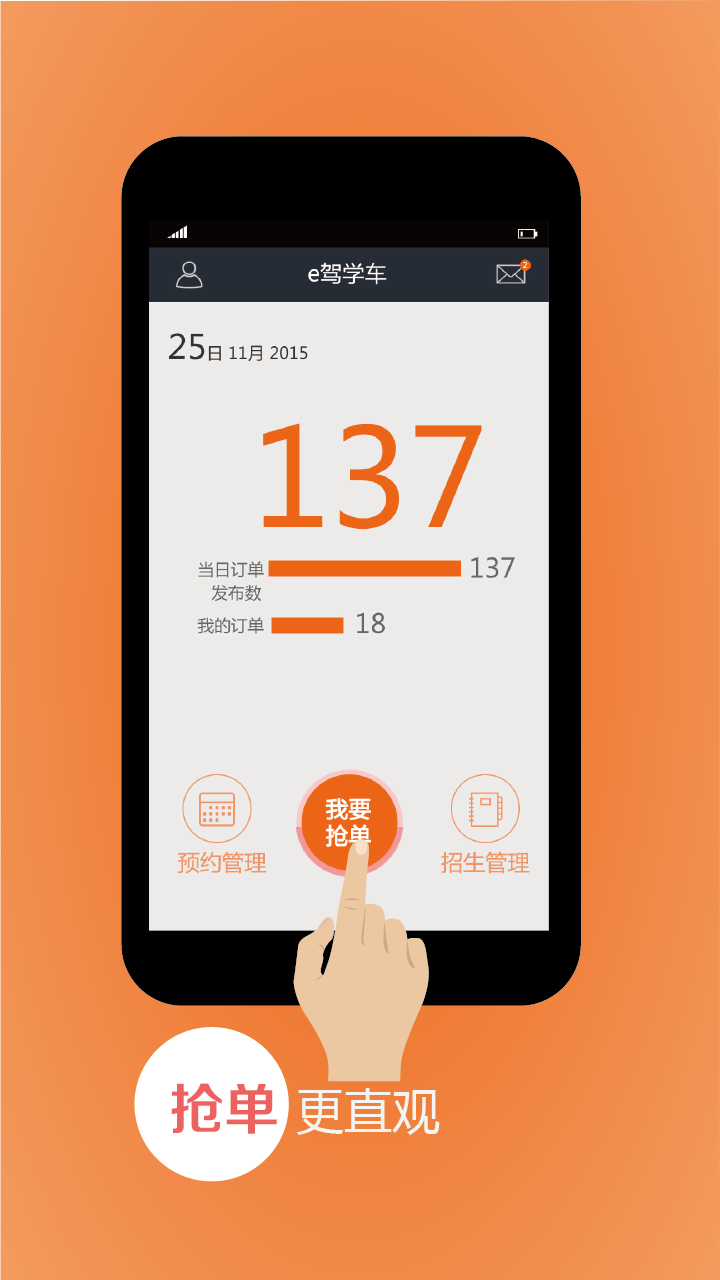 e驾学车
2
25日 11月 2015
137
当日订单 137
发布数
我的订单 18
我要
抢单
预约管理
招生管理
抢单更直观